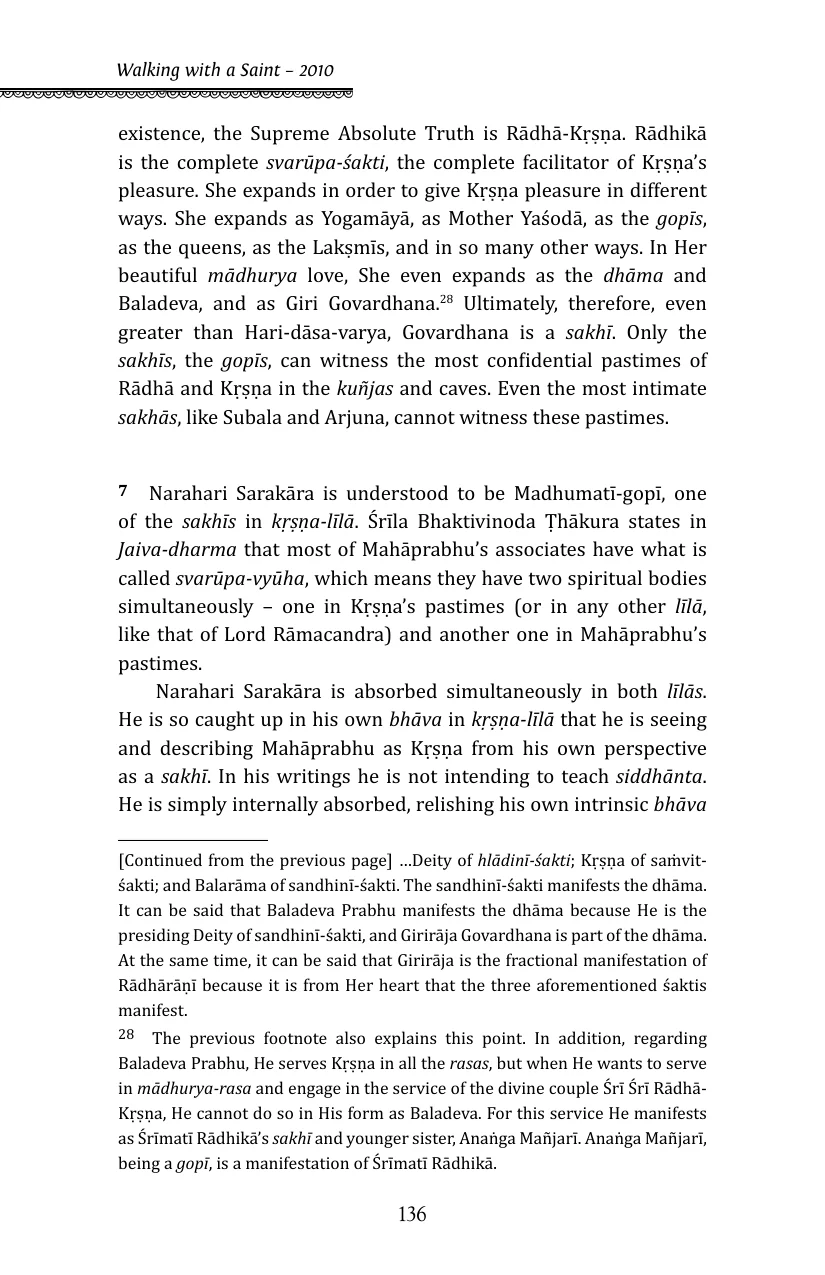 Walking with a Saint – 2010
existence, the Supreme Absolute Truth is Rādhā-Kṛṣṇa. Rādhikā
is the complete svarūpa-śakti, the complete facilitator of Kṛṣṇa’s
pleasure. She expands in order to give Kṛṣṇa pleasure in different
ways. She expands as Yogamāyā, as Mother Yaśodā, as the gopīs,
as the queens, as the Lakṣmīs, and in so many other ways. In Her
beautiful mādhurya love, She even expands as the dhāma and
Baladeva, and as Giri Govardhana.28 Ultimately, therefore, even
greater than Hari-dāsa-varya, Govardhana is a sakhī. Only the
sakhīs, the gopīs, can witness the most confidential pastimes of
Rādhā and Kṛṣṇa in the kuñjas and caves. Even the most intimate
sakhās, like Subala and Arjuna, cannot witness these pastimes.
7 Narahari Sarakāra is understood to be Madhumatī-gopī, one
of the sakhīs in kṛṣṇa-līlā. Śrīla Bhaktivinoda Ṭhākura states in
Jaiva-dharma that most of Mahāprabhu’s associates have what is
called svarūpa-vyūha, which means they have two spiritual bodies
simultaneously – one in Kṛṣṇa’s pastimes (or in any other līlā,
like that of Lord Rāmacandra) and another one in Mahāprabhu’s
pastimes.
Narahari Sarakāra is absorbed simultaneously in both līlās.
He is so caught up in his own bhāva in kṛṣṇa-līlā that he is seeing
and describing Mahāprabhu as Kṛṣṇa from his own perspective
as a sakhī. In his writings he is not intending to teach siddhānta.
He is simply internally absorbed, relishing his own intrinsic bhāva
[Continued from the previous page] ...Deity of hlādinī-śakti; Kṛṣṇa of saṁvit-
śakti; and Balarāma of sandhinī-śakti. The sandhinī-śakti manifests the dhāma.
It can be said that Baladeva Prabhu manifests the dhāma because He is the
presiding Deity of sandhinī-śakti, and Girirāja Govardhana is part of the dhāma.
At the same time, it can be said that Girirāja is the fractional manifestation of
Rādhārāṇī because it is from Her heart that the three aforementioned śaktis
manifest.
28 The previous footnote also explains this point. In addition, regarding
Baladeva Prabhu, He serves Kṛṣṇa in all the rasas, but when He wants to serve
in mādhurya-rasa and engage in the service of the divine couple Śrī Śrī Rādhā-
Kṛṣṇa, He cannot do so in His form as Baladeva. For this service He manifests
as Śrīmatī Rādhikā’s sakhī and younger sister, Anaṅga Mañjarī. Anaṅga Mañjarī,
being a gopī, is a manifestation of Śrīmatī Rādhikā.
136